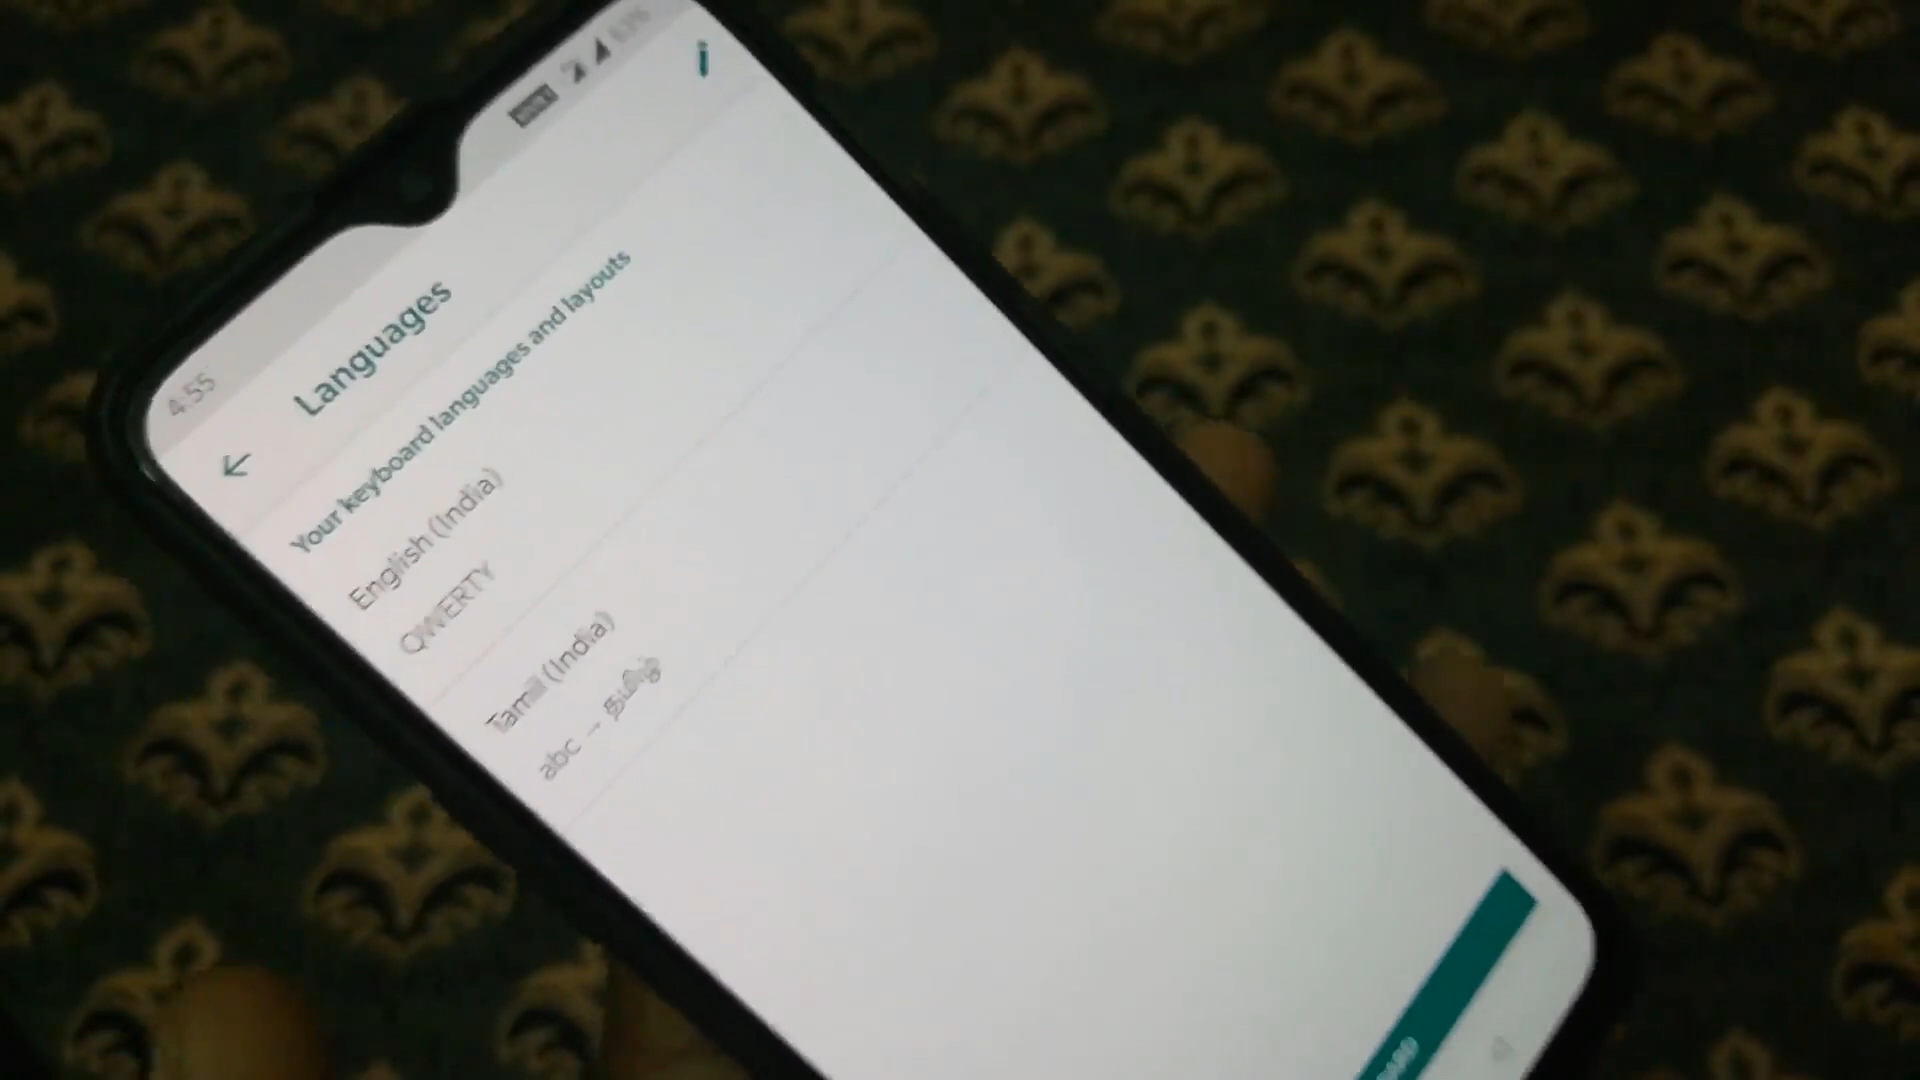 4:55
Languages
Your keyboard languages and layouts
English (India)
QWERTY
Tamil (India)
abc → தமிழ்